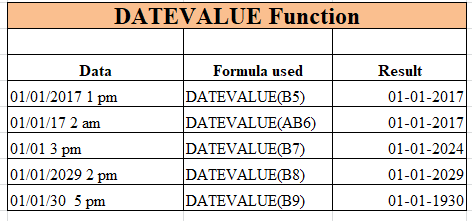 DATEVALUE Function
Data Formula used Result
01/01/2017 1 pm DATEVALUE(B5) 01-01-2017
01/01/17 2 am DATEVALUE(AB6) 01-01-2017
01/01 3 pm DATEVALUE(B7) 01-01-2024
01/01/2029 2 pm DATEVALUE(B8) 01-01-2029
01/01/30 5 pm DATEVALUE(B9) 01-01-1930